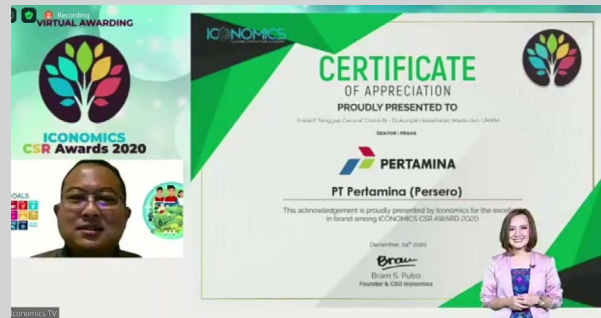 Recording
VIRTUAL AWARDING
ICONOMICS
CSR Awards 2020
OALS
Iconomics TV
ICONOMICS
CERTIFICATE
OF APPRECIATION
PROUDLY PRESENTED TO
Inisiatif Tanggap Darurat Covid-19 - Dukungan Kesehatan Medis dan UMKM
SEKTOR : MIGAS
PERTAMINA
PT Pertamina (Persero)
This acknowledgement is proudly presented by Iconomics for the excellen
in brand among ICONOMICS CSR AWARD 2020
December, 04th 2020
Bram S. Putro
Founder & CEO Iconomics